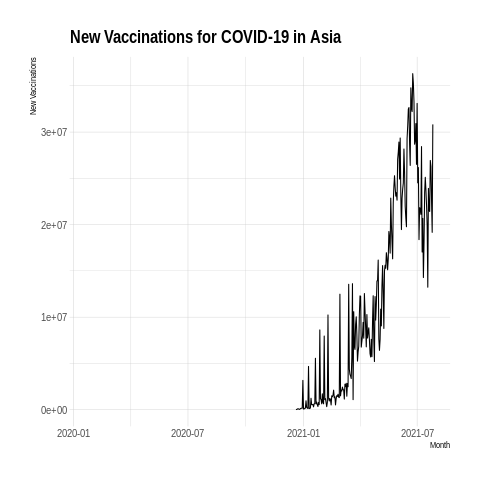 New Vaccinations for COVID-19 in Asia
New Vaccinations
3e+07
2e+07
1e+07
0e+00
2020-01 2020-07 2021-01 2021-07
Month